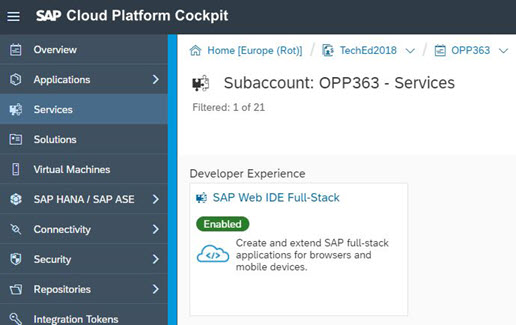 SAP Cloud Platform Cockpit
Overview
Applications
Services
Solutions
Virtual Machines
SAP HANA / SAP ASE
Connectivity
Security
Repositories
Integration Tokens
Home [Europe (Rot)] / TechEd2018 / OPP363
Subaccount: OPP363 - Services
Filtered: 1 of 21
Developer Experience
SAP Web IDE Full-Stack
Enabled
Create and extend SAP full-stack
applications for browsers and
mobile devices.